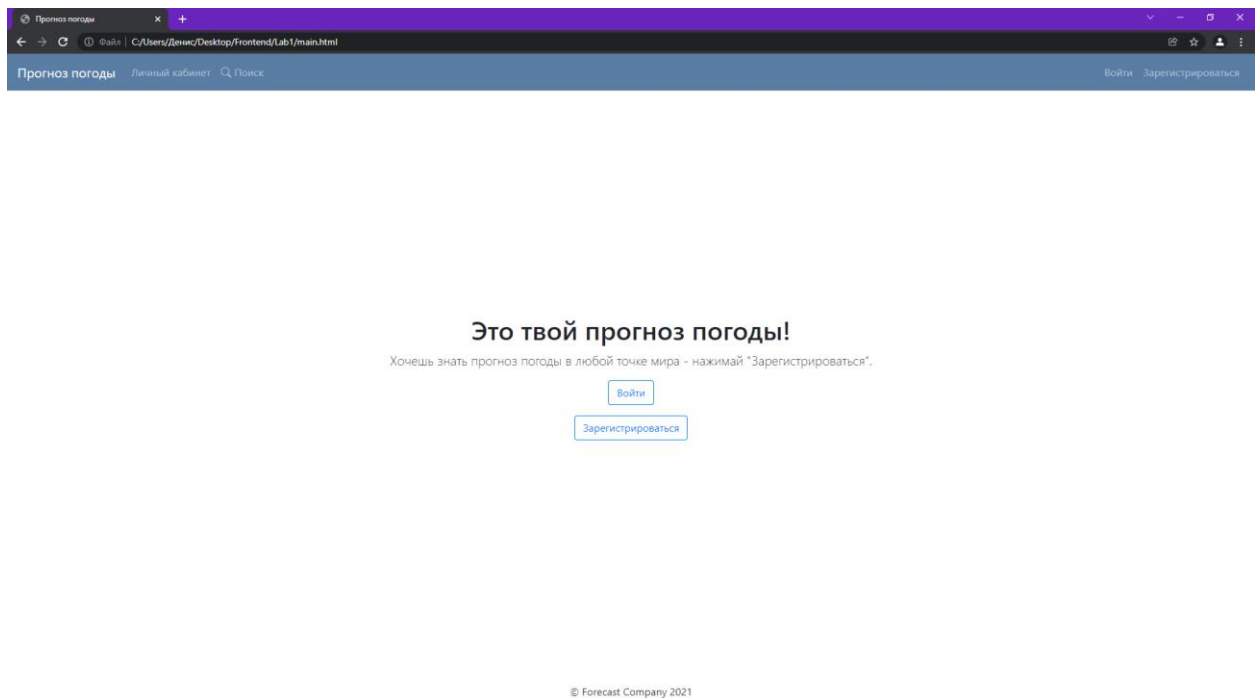 Прогноз погоды
Файл | C:/Users/Денис/Desktop/Frontend/Lab1/main.html
Прогноз погоды Личный кабинет Поиск Войти Зарегистрироваться
Это твой прогноз погоды!
Хочешь знать прогноз погоды в любой точке мира - нажимай "Зарегистрироваться".
Войти
Зарегистрироваться
© Forecast Company 2021